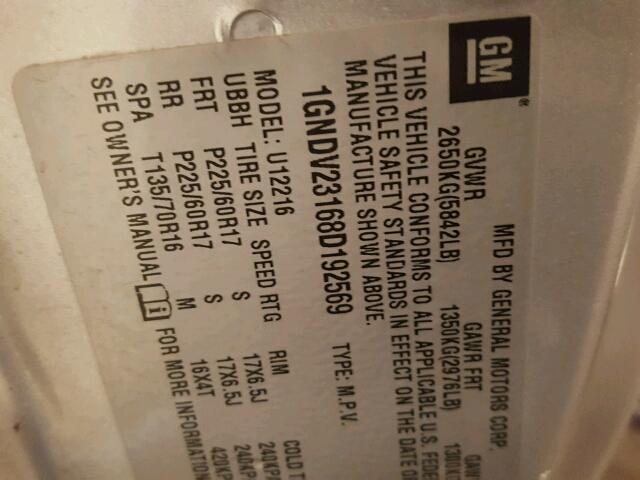 GM ®
MFD BY GENERAL MOTORS CORP.
GVWR GAWR FRT
2650KG(5842LB) 1350KG(2976LB)
THIS VEHICLE CONFORMS TO ALL APPLICABLE U.S.
VEHICLE SAFETY STANDARDS IN EFFECT ON THE DATE
MANUFACTURE SHOWN ABOVE.
1GNDV23168D192569 TYPE: M.P.V.
MODEL: U12216
UBBH TIRE SIZE SPEED RTG RIM COLD
FRT P225/60R17 S 17X6.5J
RR P225/60R17 S 17X6.5J
SPA T135/70R16 M 16X4T
SEE OWNER'S MANUAL FOR MORE INFORMATION